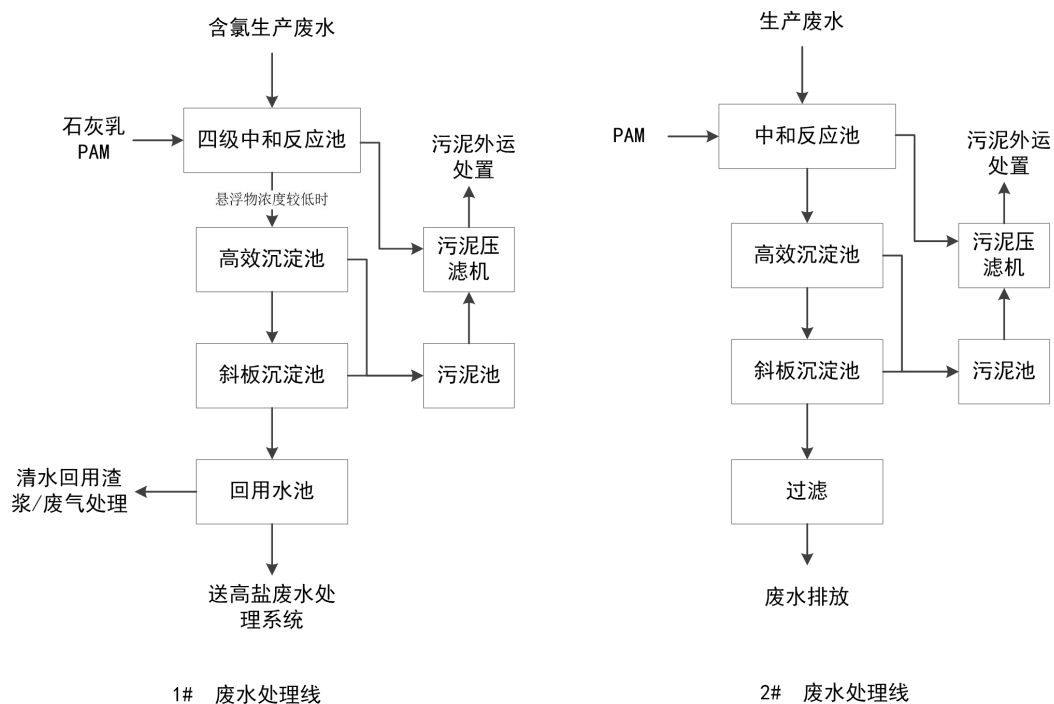 含氯生产废水
石灰乳
PAM
四级中和反应池
悬浮物浓度较低时
污泥外运
处置
高效沉淀池
污泥压
滤机
斜板沉淀池
污泥池
清水回用渣
浆/废气处理
回用水池
送高盐废水处
理系统
1# 废水处理线
生产废水
PAM
中和反应池
污泥外运
处置
高效沉淀池
污泥压
滤机
斜板沉淀池
污泥池
过滤
废水排放
2# 废水处理线